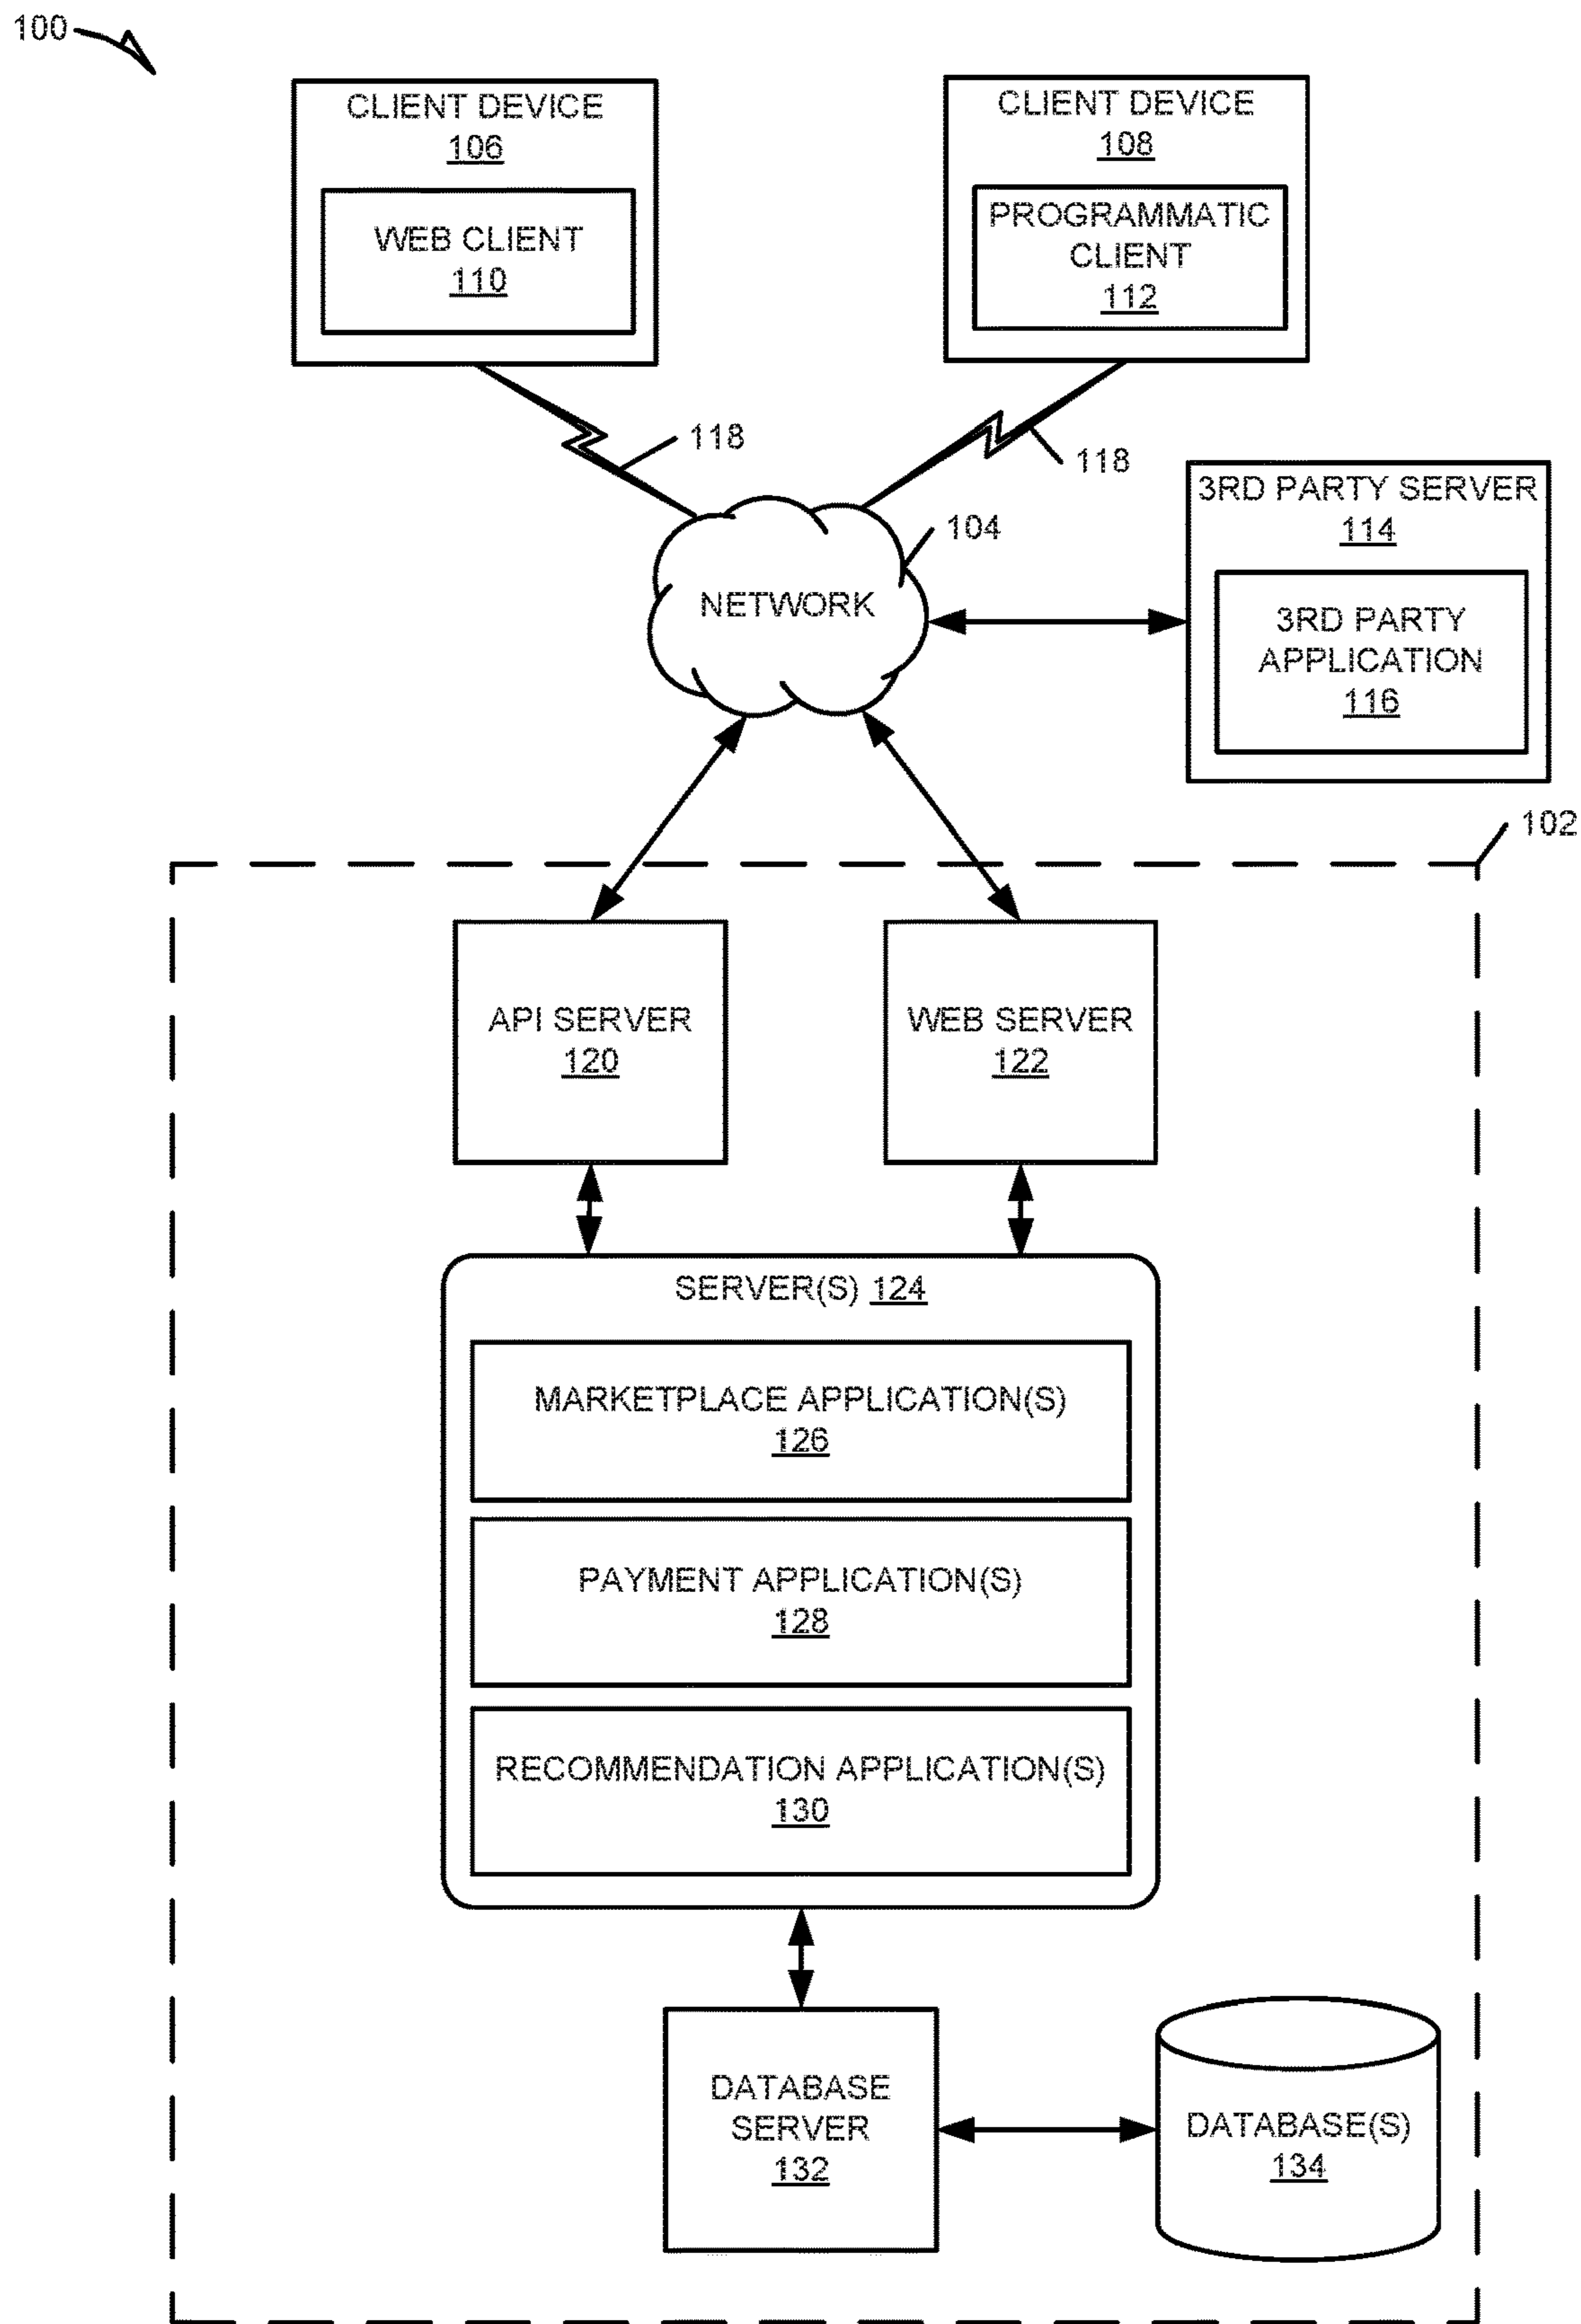 100
CLIENT DEVICE
106
WEB CLIENT
110
CLIENT DEVICE
108
PROGRAMMATIC
CLIENT
112
118
118
3RD PARTY SERVER
114
3RD PARTY
APPLICATION
116
104
NETWORK
102
API SERVER
120
WEB SERVER
122
SERVER(S) 124
MARKETPLACE APPLICATION(S)
126
PAYMENT APPLICATION(S)
128
RECOMMENDATION APPLICATION(S)
130
DATABASE
SERVER
132
DATABASE(S)
134